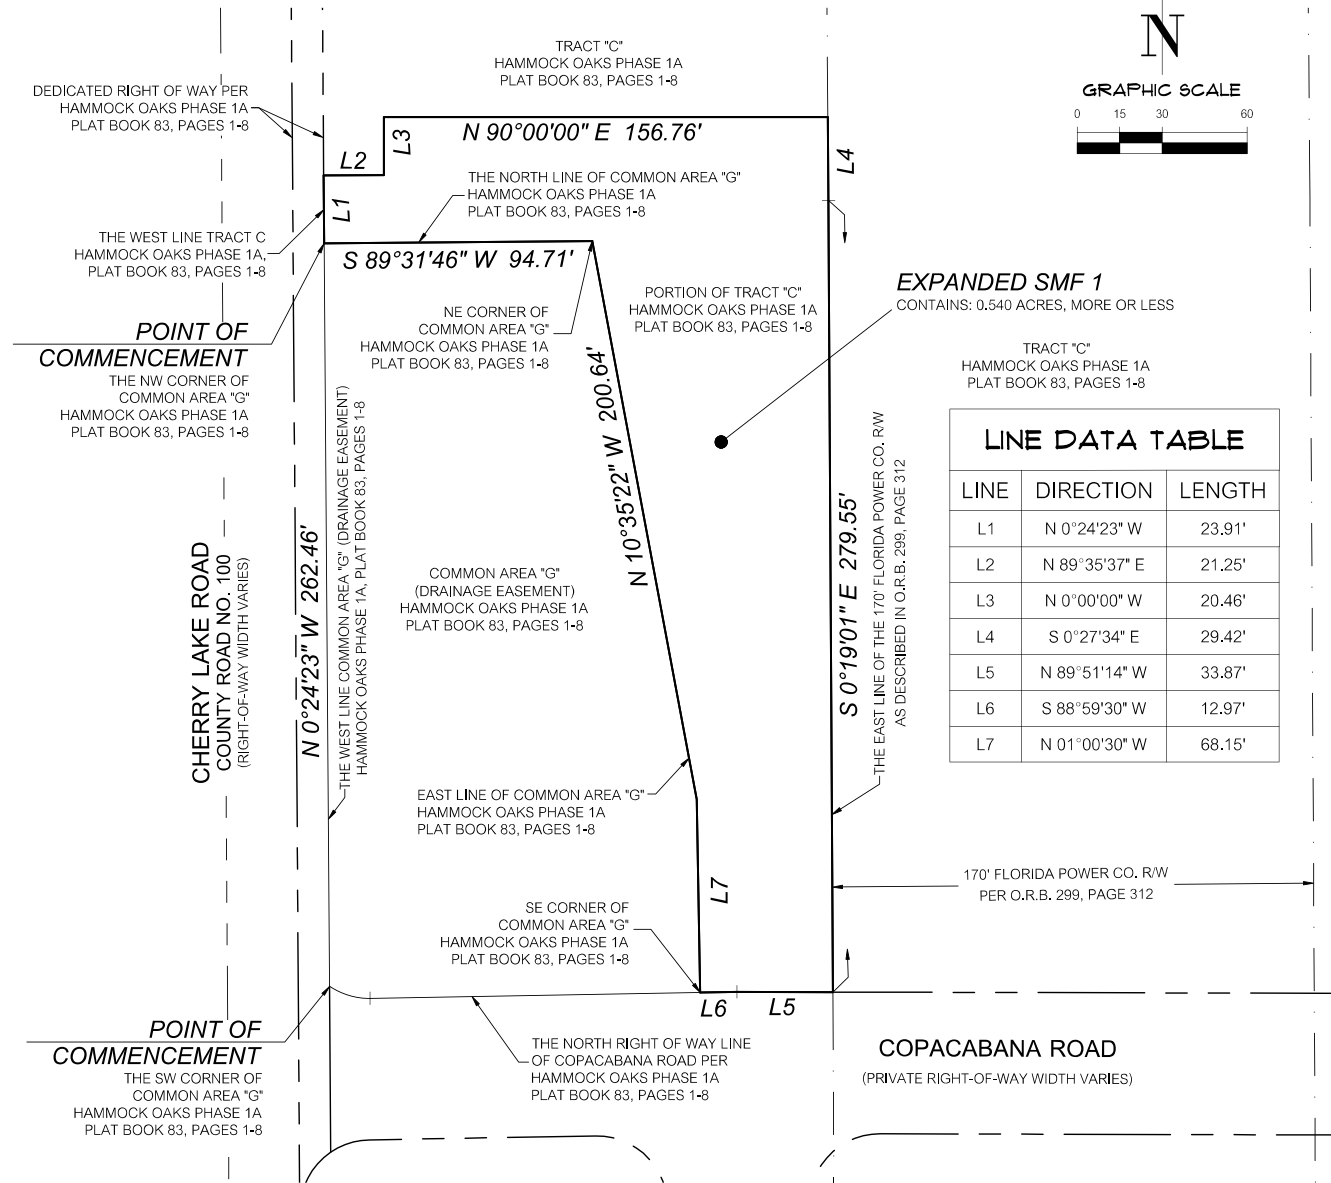 TRACT "C"
HAMMOCK OAKS PHASE 1A
PLAT BOOK 83, PAGES 1-8
N
GRAPHIC SCALE
0 15 30 60
DEDICATED RIGHT OF WAY PER
HAMMOCK OAKS PHASE 1A
PLAT BOOK 83, PAGES 1-8
L3
N 90°00'00" E 156.76'
L4
L2
L1
THE NORTH LINE OF COMMON AREA "G"
HAMMOCK OAKS PHASE 1A
PLAT BOOK 83, PAGES 1-8
THE WEST LINE TRACT C
HAMMOCK OAKS PHASE 1A,
PLAT BOOK 83, PAGES 1-8
S 89°31'46" W 94.71'
EXPANDED SMF 1
CONTAINS: 0.540 ACRES, MORE OR LESS
PORTION OF TRACT "C"
HAMMOCK OAKS PHASE 1A
PLAT BOOK 83, PAGES 1-8
NE CORNER OF
COMMON AREA "G"
HAMMOCK OAKS PHASE 1A
PLAT BOOK 83, PAGES 1-8
POINT OF
COMMENCEMENT
THE NW CORNER OF
COMMON AREA "G"
HAMMOCK OAKS PHASE 1A
PLAT BOOK 83, PAGES 1-8
TRACT "C"
HAMMOCK OAKS PHASE 1A
PLAT BOOK 83, PAGES 1-8
N 10°35'22" W 200.64'
LINE DATA TABLE
LINE DIRECTION LENGTH
L1 N 0°24'23" W 23.91'
L2 N 89°35'37" E 21.25'
L3 N 0°00'00" W 20.46'
L4 S 0°27'34" E 29.42'
L5 N 89°51'14" W 33.87'
L6 S 88°59'30" W 12.97'
L7 N 01°00'30" W 68.15'
CHERRY LAKE ROAD
COUNTY ROAD NO. 100
(RIGHT-OF-WAY WIDTH VARIES)
N 0°24'23" W 262.46'
THE WEST LINE COMMON AREA "G" (DRAINAGE EASEMENT)
HAMMOCK OAKS PHASE 1A, PLAT BOOK 83, PAGES 1-8
COMMON AREA "G"
(DRAINAGE EASEMENT)
HAMMOCK OAKS PHASE 1A
PLAT BOOK 83, PAGES 1-8
S 0°19'01" E 279.55'
THE EAST LINE OF THE 170' FLORIDA POWER CO. R/W
AS DESCRIBED IN O.R.B. 299, PAGE 312
EAST LINE OF COMMON AREA "G"
HAMMOCK OAKS PHASE 1A
PLAT BOOK 83, PAGES 1-8
L7
170' FLORIDA POWER CO. R/W
PER O.R.B. 299, PAGE 312
SE CORNER OF
COMMON AREA "G"
HAMMOCK OAKS PHASE 1A
PLAT BOOK 83, PAGES 1-8
L6
L5
POINT OF
COMMENCEMENT
THE SW CORNER OF
COMMON AREA "G"
HAMMOCK OAKS PHASE 1A
PLAT BOOK 83, PAGES 1-8
THE NORTH RIGHT OF WAY LINE
OF COPACABANA ROAD PER
HAMMOCK OAKS PHASE 1A
PLAT BOOK 83, PAGES 1-8
COPACABANA ROAD
(PRIVATE RIGHT-OF-WAY WIDTH VARIES)